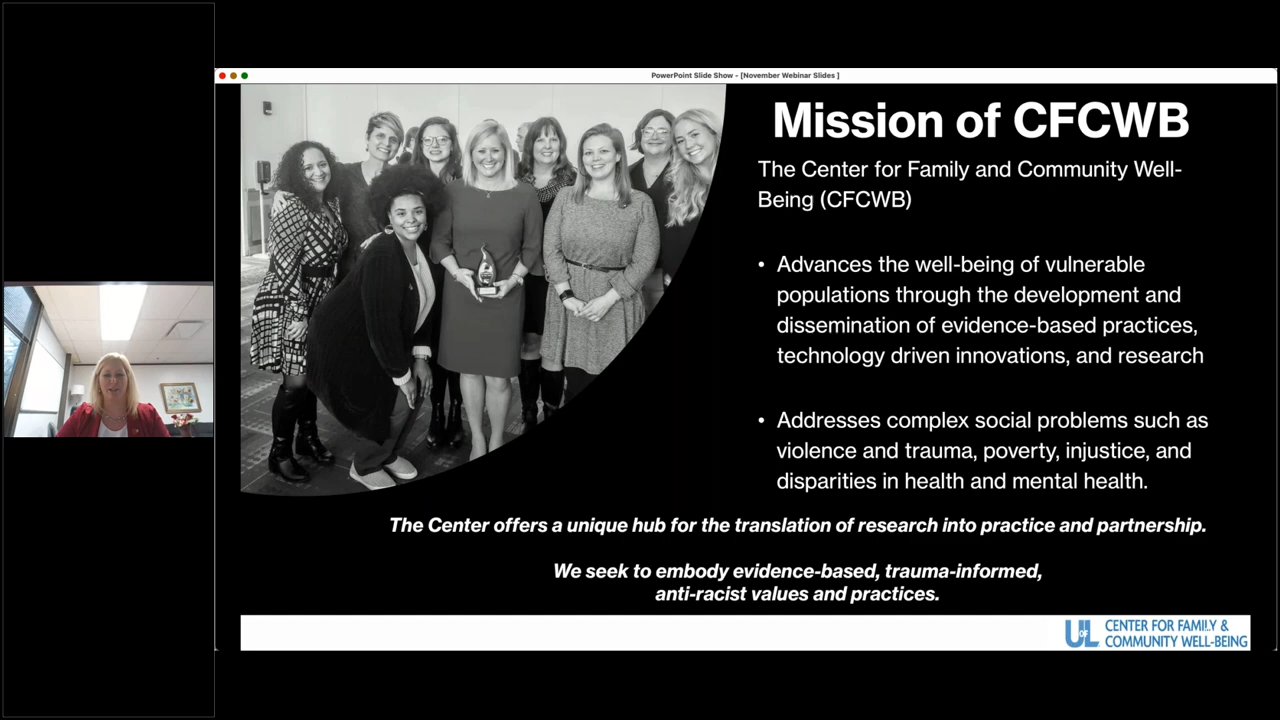 PowerPoint Slide Show - [November Webinar Slides ]
Mission of CFCWB
The Center for Family and Community Well-
Being (CFCWB)
• Advances the well-being of vulnerable
populations through the development and
dissemination of evidence-based practices,
technology driven innovations, and research
• Addresses complex social problems such as
violence and trauma, poverty, injustice, and
disparities in health and mental health.
The Center offers a unique hub for the translation of research into practice and partnership.
We seek to embody evidence-based, trauma-informed,
anti-racist values and practices.
UofL CENTER FOR FAMILY &
COMMUNITY WELL-BEING